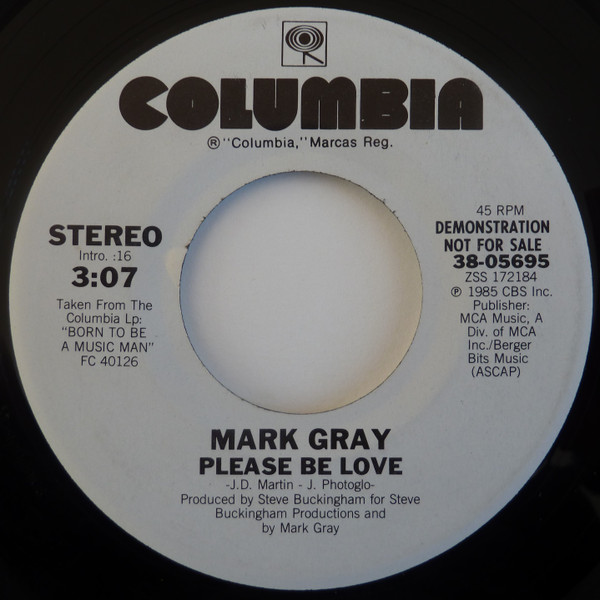 COLUMBIA
® "Columbia," Marcas Reg.
STEREO
Intro. :16
3:07
Taken From The
Columbia Lp:
"BORN TO BE
A MUSIC MAN"
FC 40126
45 RPM
DEMONSTRATION
NOT FOR SALE
38-05695
ZSS 172184
℗ 1985 CBS Inc.
Publisher:
MCA Music, A
Div. of MCA
Inc./Berger
Bits Music
(ASCAP)
MARK GRAY
PLEASE BE LOVE
-J.D. Martin - J. Photoglo-
Produced by Steve Buckingham for Steve
Buckingham Productions and
by Mark Gray